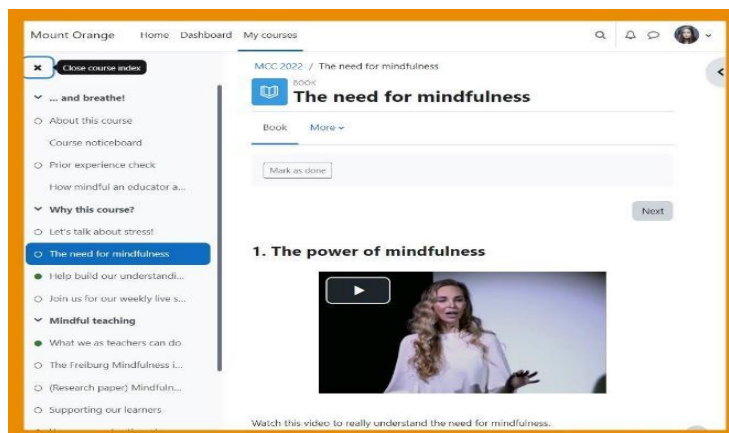 Mount Orange Home Dashboard My courses
Close course index
... and breathe!
About this course
Course noticeboard
Prior experience check
How mindful an educator a...
Why this course?
Let's talk about stress!
The need for mindfulness
Help build our understandi...
Join us for our weekly live s...
Mindful teaching
What we as teachers can do
The Freiburg Mindfulness i...
(Research paper) Mindfuln...
Supporting our learners
MCC 2022 / The need for mindfulness
BOOK
The need for mindfulness
Book More
Mark as done
Next
1. The power of mindfulness
Watch this video to really understand the need for mindfulness.